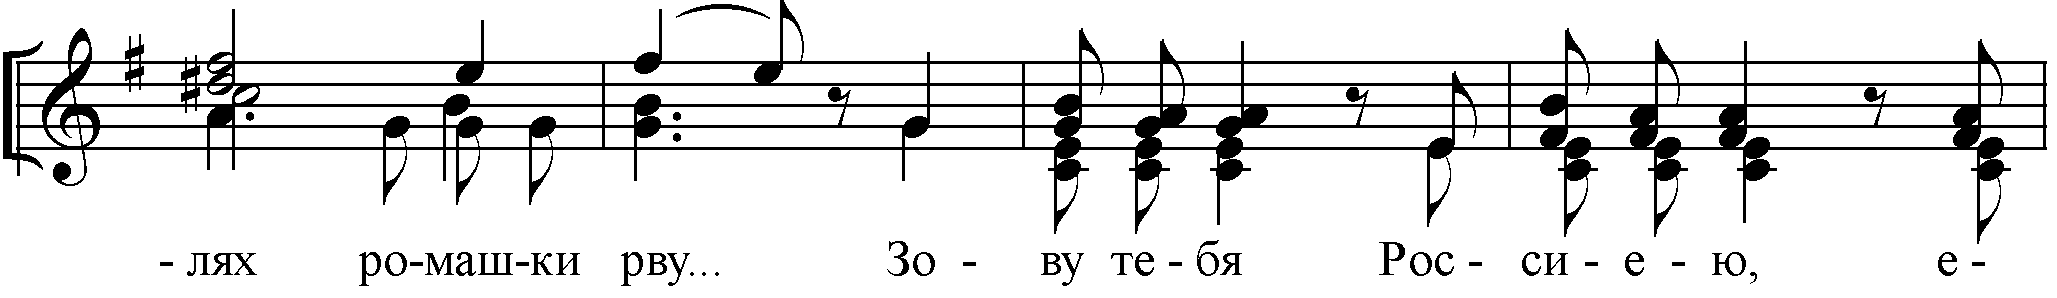 - лях ро-маш-ки рву... Зо - ву те - бя Рос - си - е - ю, е -